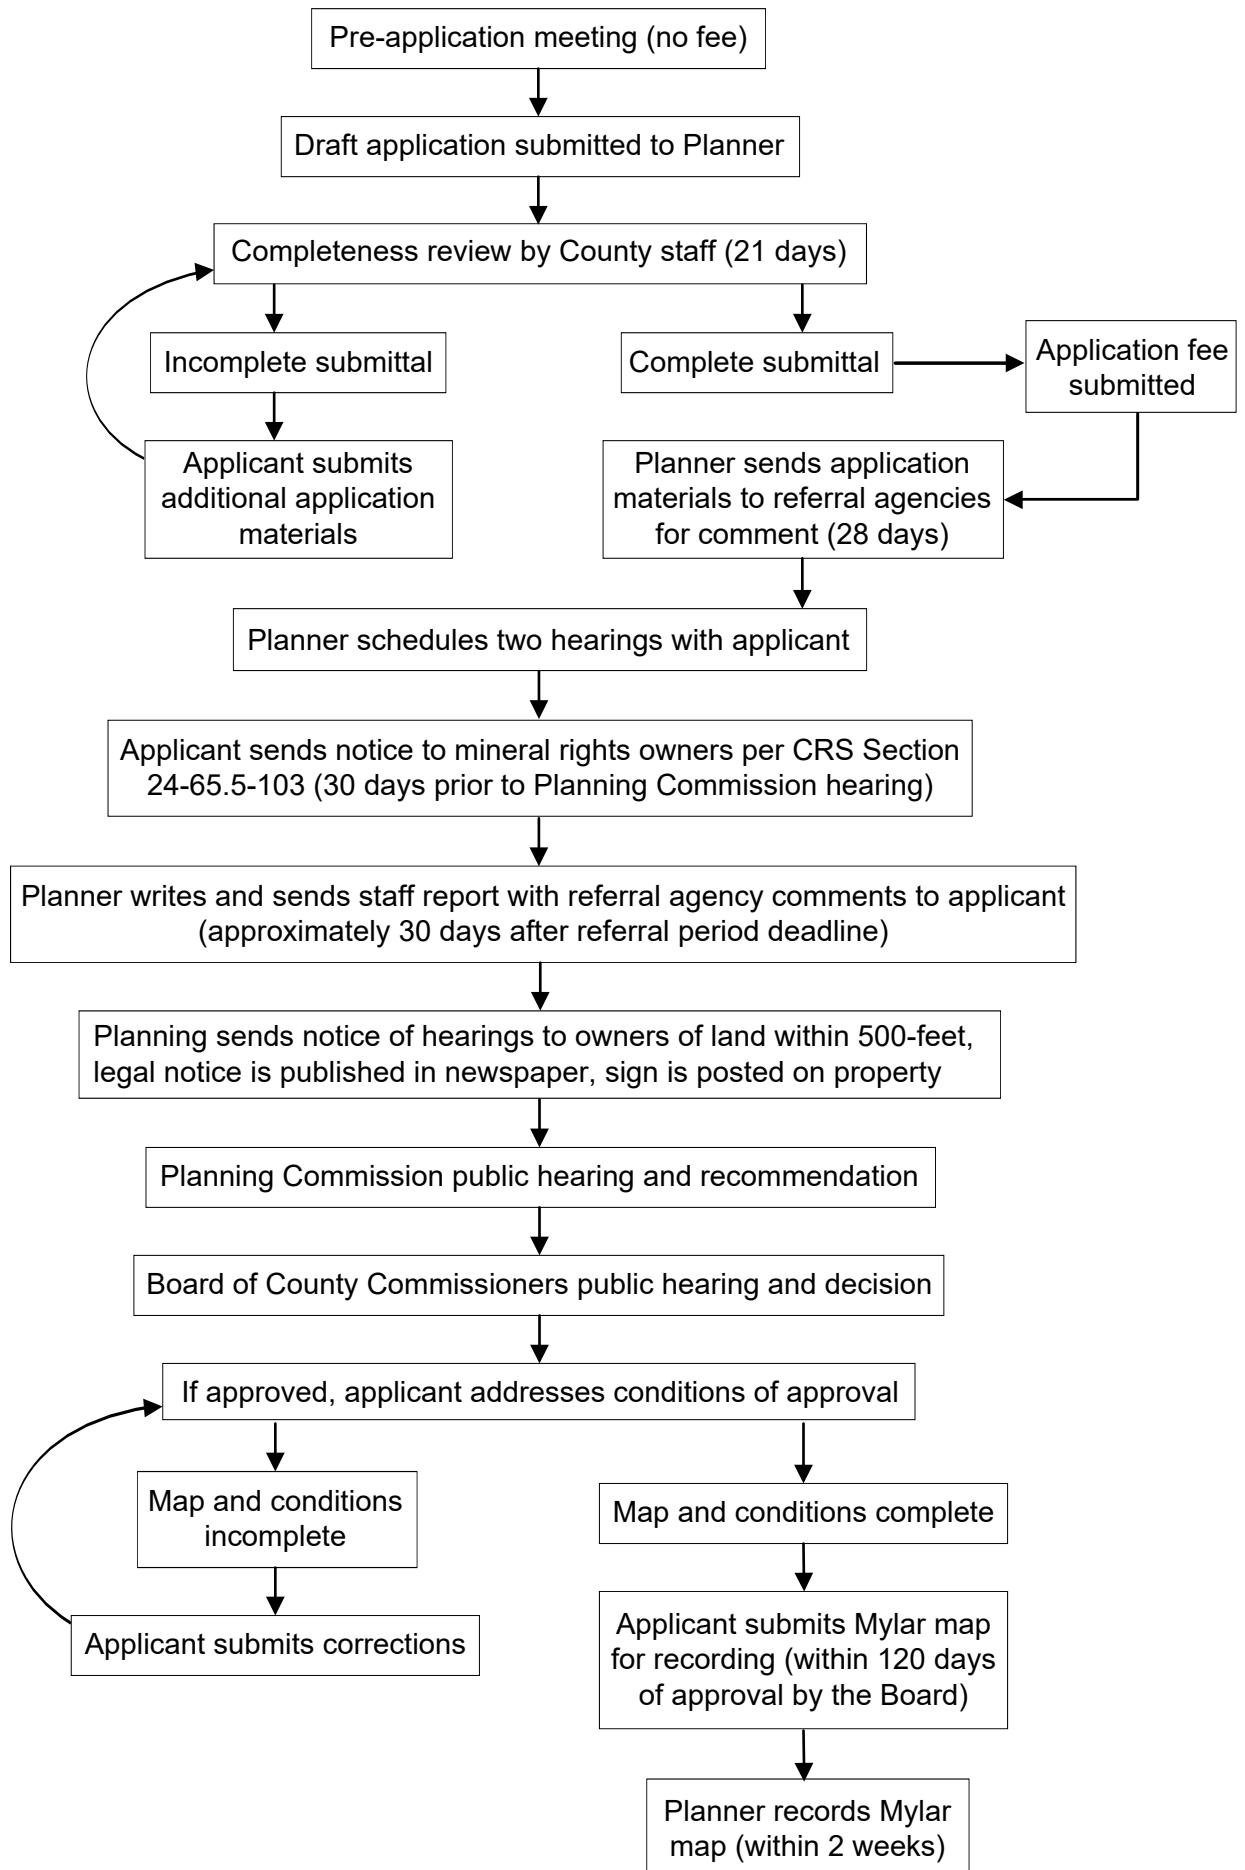 Pre-application meeting (no fee)
Draft application submitted to Planner
Completeness review by County staff (21 days)
Incomplete submittal
Complete submittal
Application fee
submitted
Applicant submits
additional application
materials
Planner sends application
materials to referral agencies
for comment (28 days)
Planner schedules two hearings with applicant
Applicant sends notice to mineral rights owners per CRS Section
24-65.5-103 (30 days prior to Planning Commission hearing)
Planner writes and sends staff report with referral agency comments to applicant
(approximately 30 days after referral period deadline)
Planning sends notice of hearings to owners of land within 500-feet,
legal notice is published in newspaper, sign is posted on property
Planning Commission public hearing and recommendation
Board of County Commissioners public hearing and decision
If approved, applicant addresses conditions of approval
Map and conditions
incomplete
Applicant submits corrections
Map and conditions complete
Applicant submits Mylar map
for recording (within 120 days
of approval by the Board)
Planner records Mylar
map (within 2 weeks)